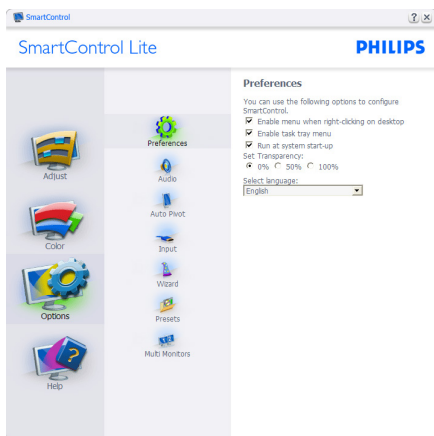 SmartControl
SmartControl Lite
PHILIPS
Adjust
Color
Options
Help
Preferences
Audio
Auto Pivot
Input
Wizard
Presets
Multi Monitors
Preferences
You can use the following options to configure
SmartControl.
Enable menu when right-clicking on desktop
Enable task tray menu
Run at system start-up
Set Transparency:
0% 50% 100%
Select language:
English